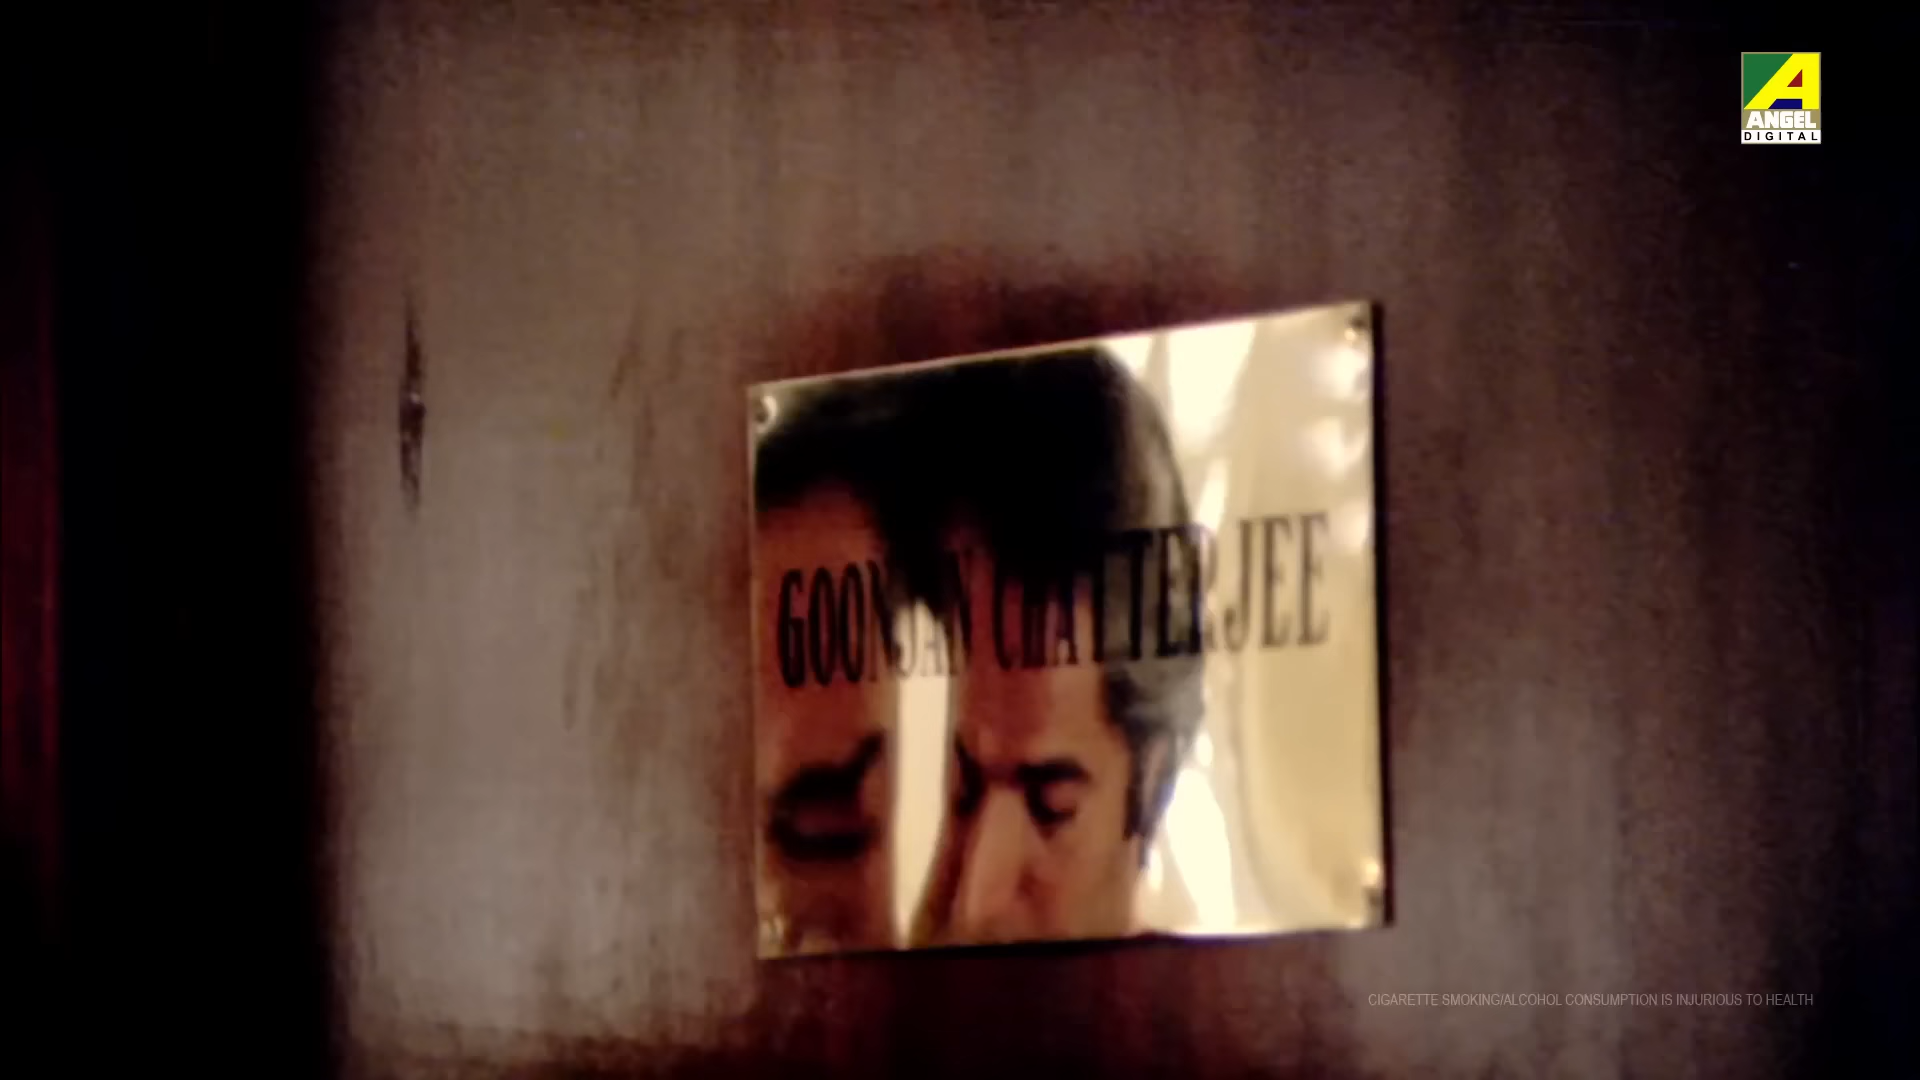 ANGEL
DIGITAL
GOONJAN CHATTERJEE
CIGARETTE SMOKING/ALCOHOL CONSUMPTION IS INJURIOUS TO HEALTH